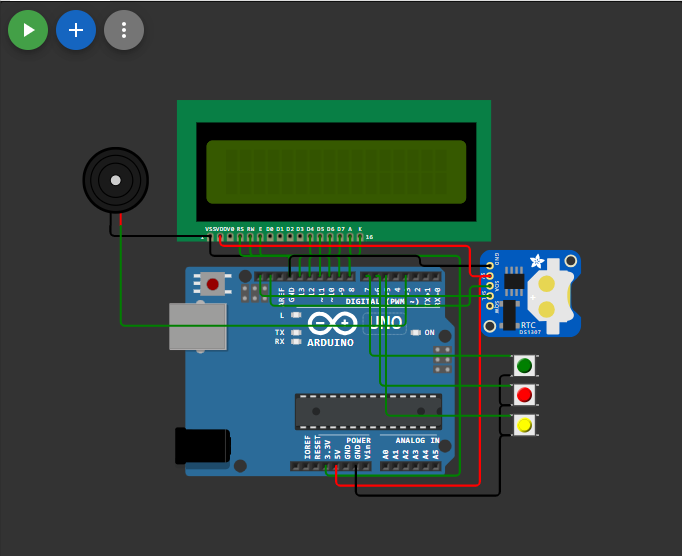 VSS VDD V0 RS RW E D0 D1 D2 D3 D4 D5 D6 D7 A K
16
GND
SDA
SCL
5V
SQW
RTC
DS1307
AREF GND 13 12 ~11 ~10 ~9 8 7 ~6 ~5 4 ~3 2 TX→1 RX←0
DIGITAL (PWM ~)
L
TX
RX
UNO
ARDUINO
ON
POWER
ANALOG IN
IOREF RESET 3.3V 5V GND GND Vin A0 A1 A2 A3 A4 A5